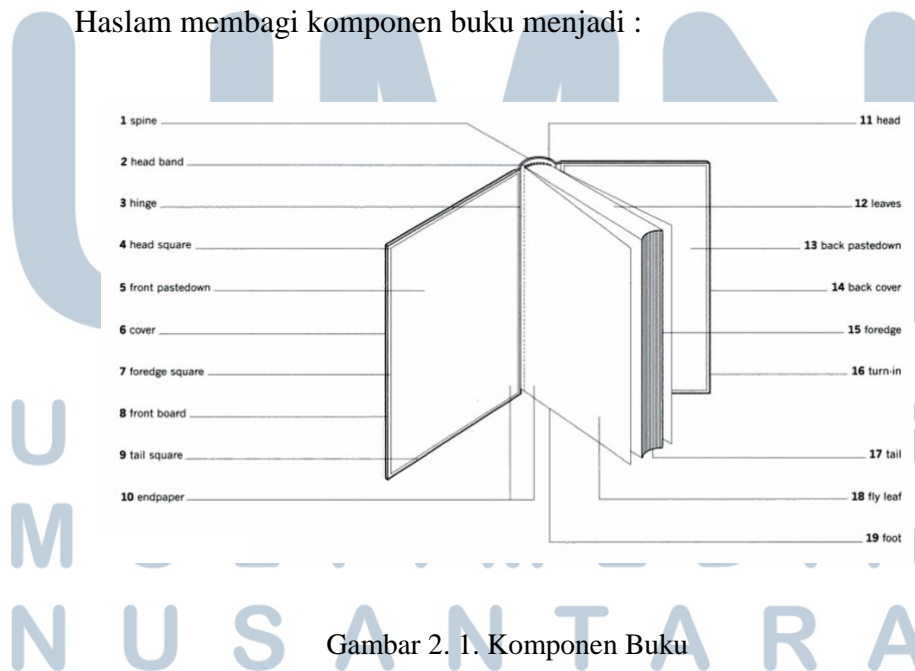 Haslam membagi komponen buku menjadi :
1 spine
2 head band
3 hinge
4 head square
5 front pastedown
6 cover
7 foredge square
8 front board
9 tail square
10 endpaper
11 head
12 leaves
13 back pastedown
14 back cover
15 foredge
16 turn-in
17 tail
18 fly leaf
19 foot
UMN
U
M
NUSANTARA
Gambar 2. 1. Komponen Buku